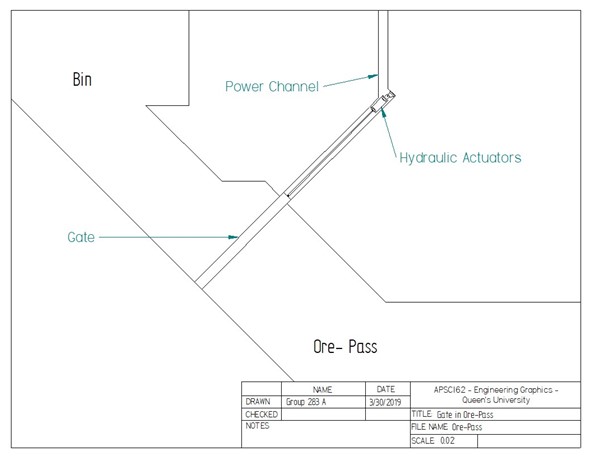 Bin
Power Channel
Hydraulic Actuators
Gate
Ore- Pass
NAME DATE
DRAWN Group 283 A 3/30/2019
CHECKED
NOTES
APSC162 - Engineering Graphics -
Queen's University
TITLE: Gate in Ore-Pass
FILE NAME: Ore-Pass
SCALE 0.02